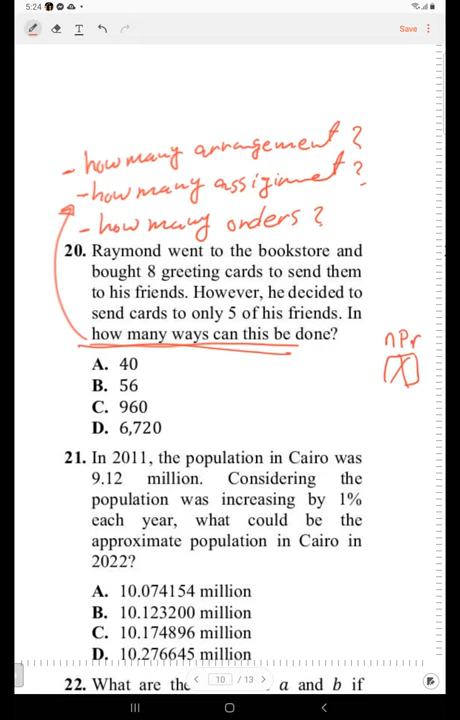 5:24
Save
- how many arrangement ?
- how many assiginmet ?
- how many orders ?
20. Raymond went to the bookstore and
bought 8 greeting cards to send them
to his friends. However, he decided to
send cards to only 5 of his friends. In
how many ways can this be done?
nPr
A. 40
B. 56
C. 960
D. 6,720
21. In 2011, the population in Cairo was
9.12 million. Considering the
population was increasing by 1%
each year, what could be the
approximate population in Cairo in
2022?
A. 10.074154 million
B. 10.123200 million
C. 10.174896 million
D. 10.276645 million
10 / 13
22. What are the a and b if